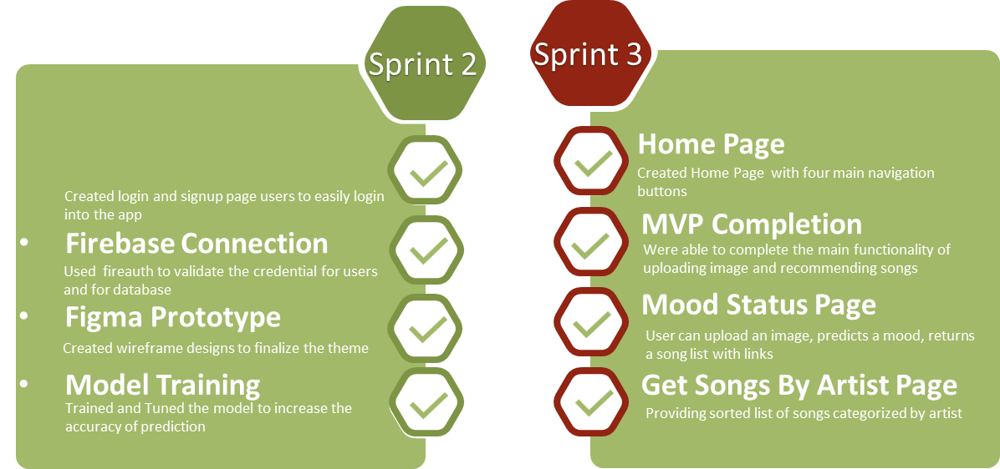 Sprint 2
Created login and signup page users to easily login
into the app
• Firebase Connection
Used fireauth to validate the credential for users
and for database
• Figma Prototype
Created wireframe designs to finalize the theme
• Model Training
Trained and Tuned the model to increase the
accuracy of prediction
Sprint 3
Home Page
Created Home Page with four main navigation
buttons
MVP Completion
Were able to complete the main functionality of
uploading image and recommending songs
Mood Status Page
User can upload an image, predicts a mood, returns
a song list with links
Get Songs By Artist Page
Providing sorted list of songs categorized by artist